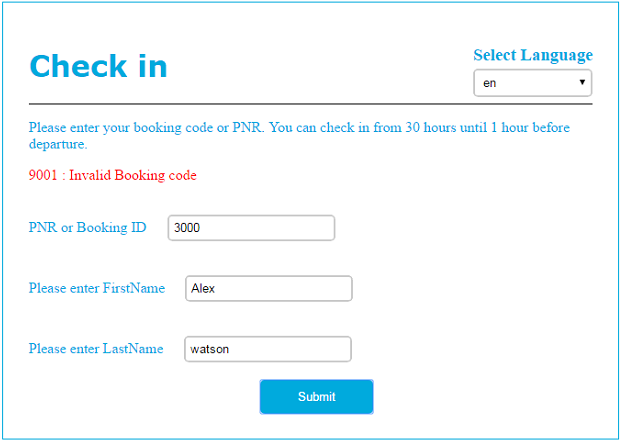 Check in
Select Language
en
Please enter your booking code or PNR. You can check in from 30 hours until 1 hour before
departure.
9001 : Invalid Booking code
PNR or Booking ID 3000
Please enter FirstName Alex
Please enter LastName watson
Submit